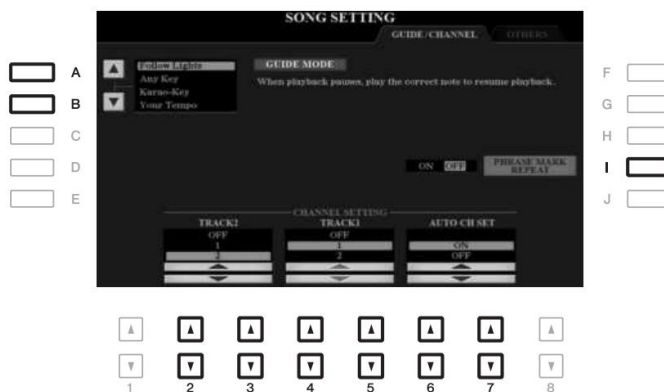 SONG SETTING
GUIDE/CHANNEL
OTHERS
A
B
C
D
E
Follow Lights
Any Key
Karao-Key
Your Tempo
GUIDE MODE
When playback pauses, play the correct note to resume playback.
F
G
H
I
J
ON OFF
PHRASE MARK
REPEAT
CHANNEL SETTING
TRACK2
OFF
1
2
TRACK1
OFF
1
2
AUTO CH SET
ON
OFF
1 2 3 4 5 6 7 8